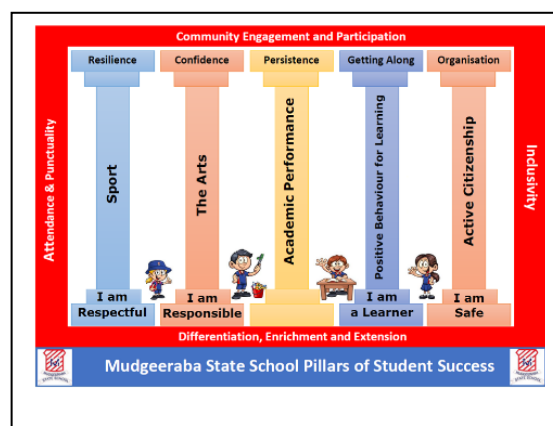 Community Engagement and Participation
Resilience
Confidence
Persistence
Getting Along
Organisation
Attendance & Punctuality
Sport
The Arts
Academic Performance
Positive Behaviour for Learning
Active Citizenship
Inclusivity
I am
Respectful
I am
Responsible
I am
a Learner
I am
Safe
Differentiation, Enrichment and Extension
Mudgeeraba State School Pillars of Student Success